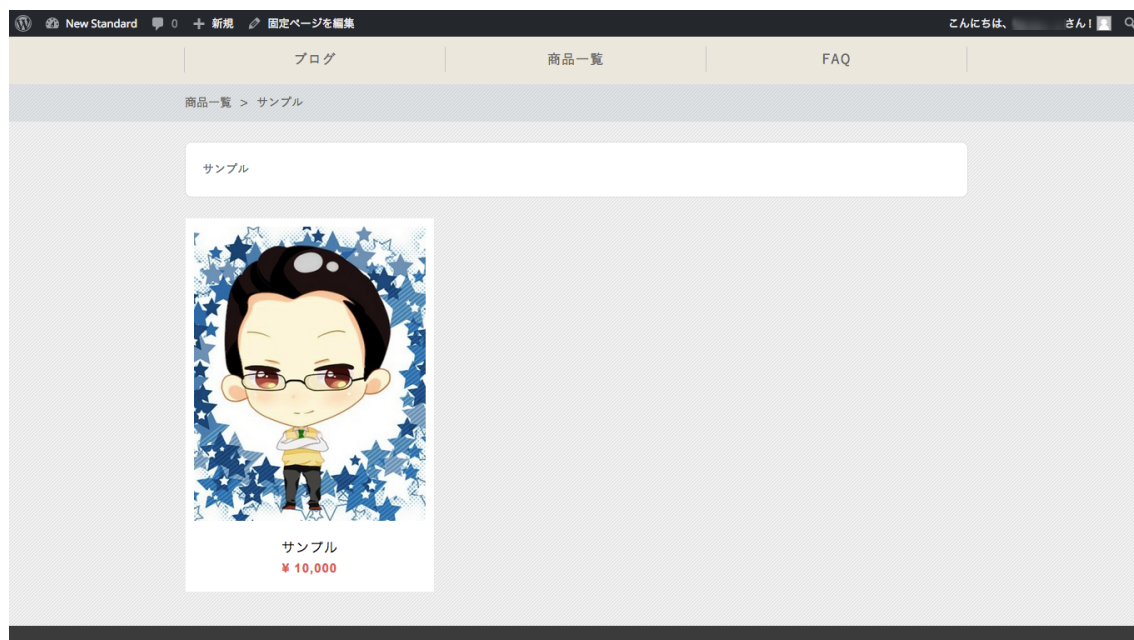 New Standard 0 新規 固定ページを編集 こんにちは、 さん!
ブログ 商品一覧 FAQ
商品一覧 > サンプル
サンプル
サンプル
¥ 10,000